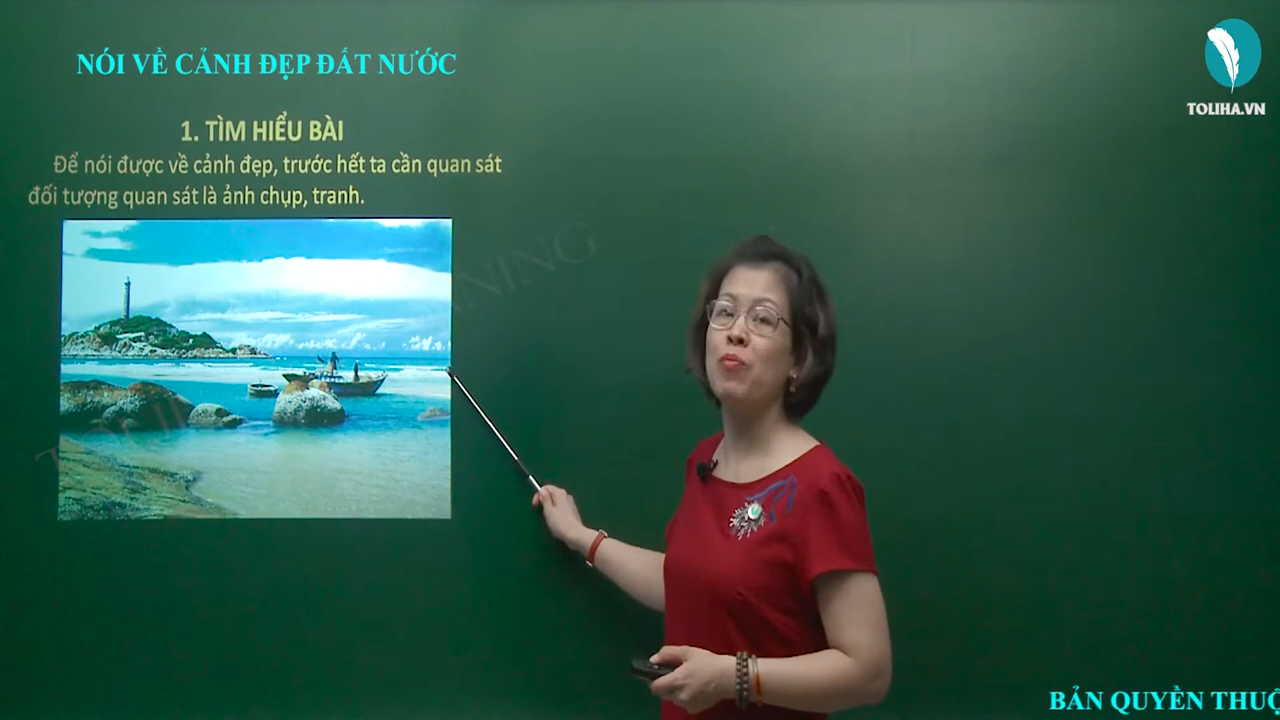 NÓI VỀ CẢNH ĐẸP ĐẤT NƯỚC
TOLIHA.VN
1. TÌM HIỂU BÀI
Để nói được về cảnh đẹp, trước hết ta cần quan sát
đối tượng quan sát là ảnh chụp, tranh.
BẢN QUYỀN THUỘ